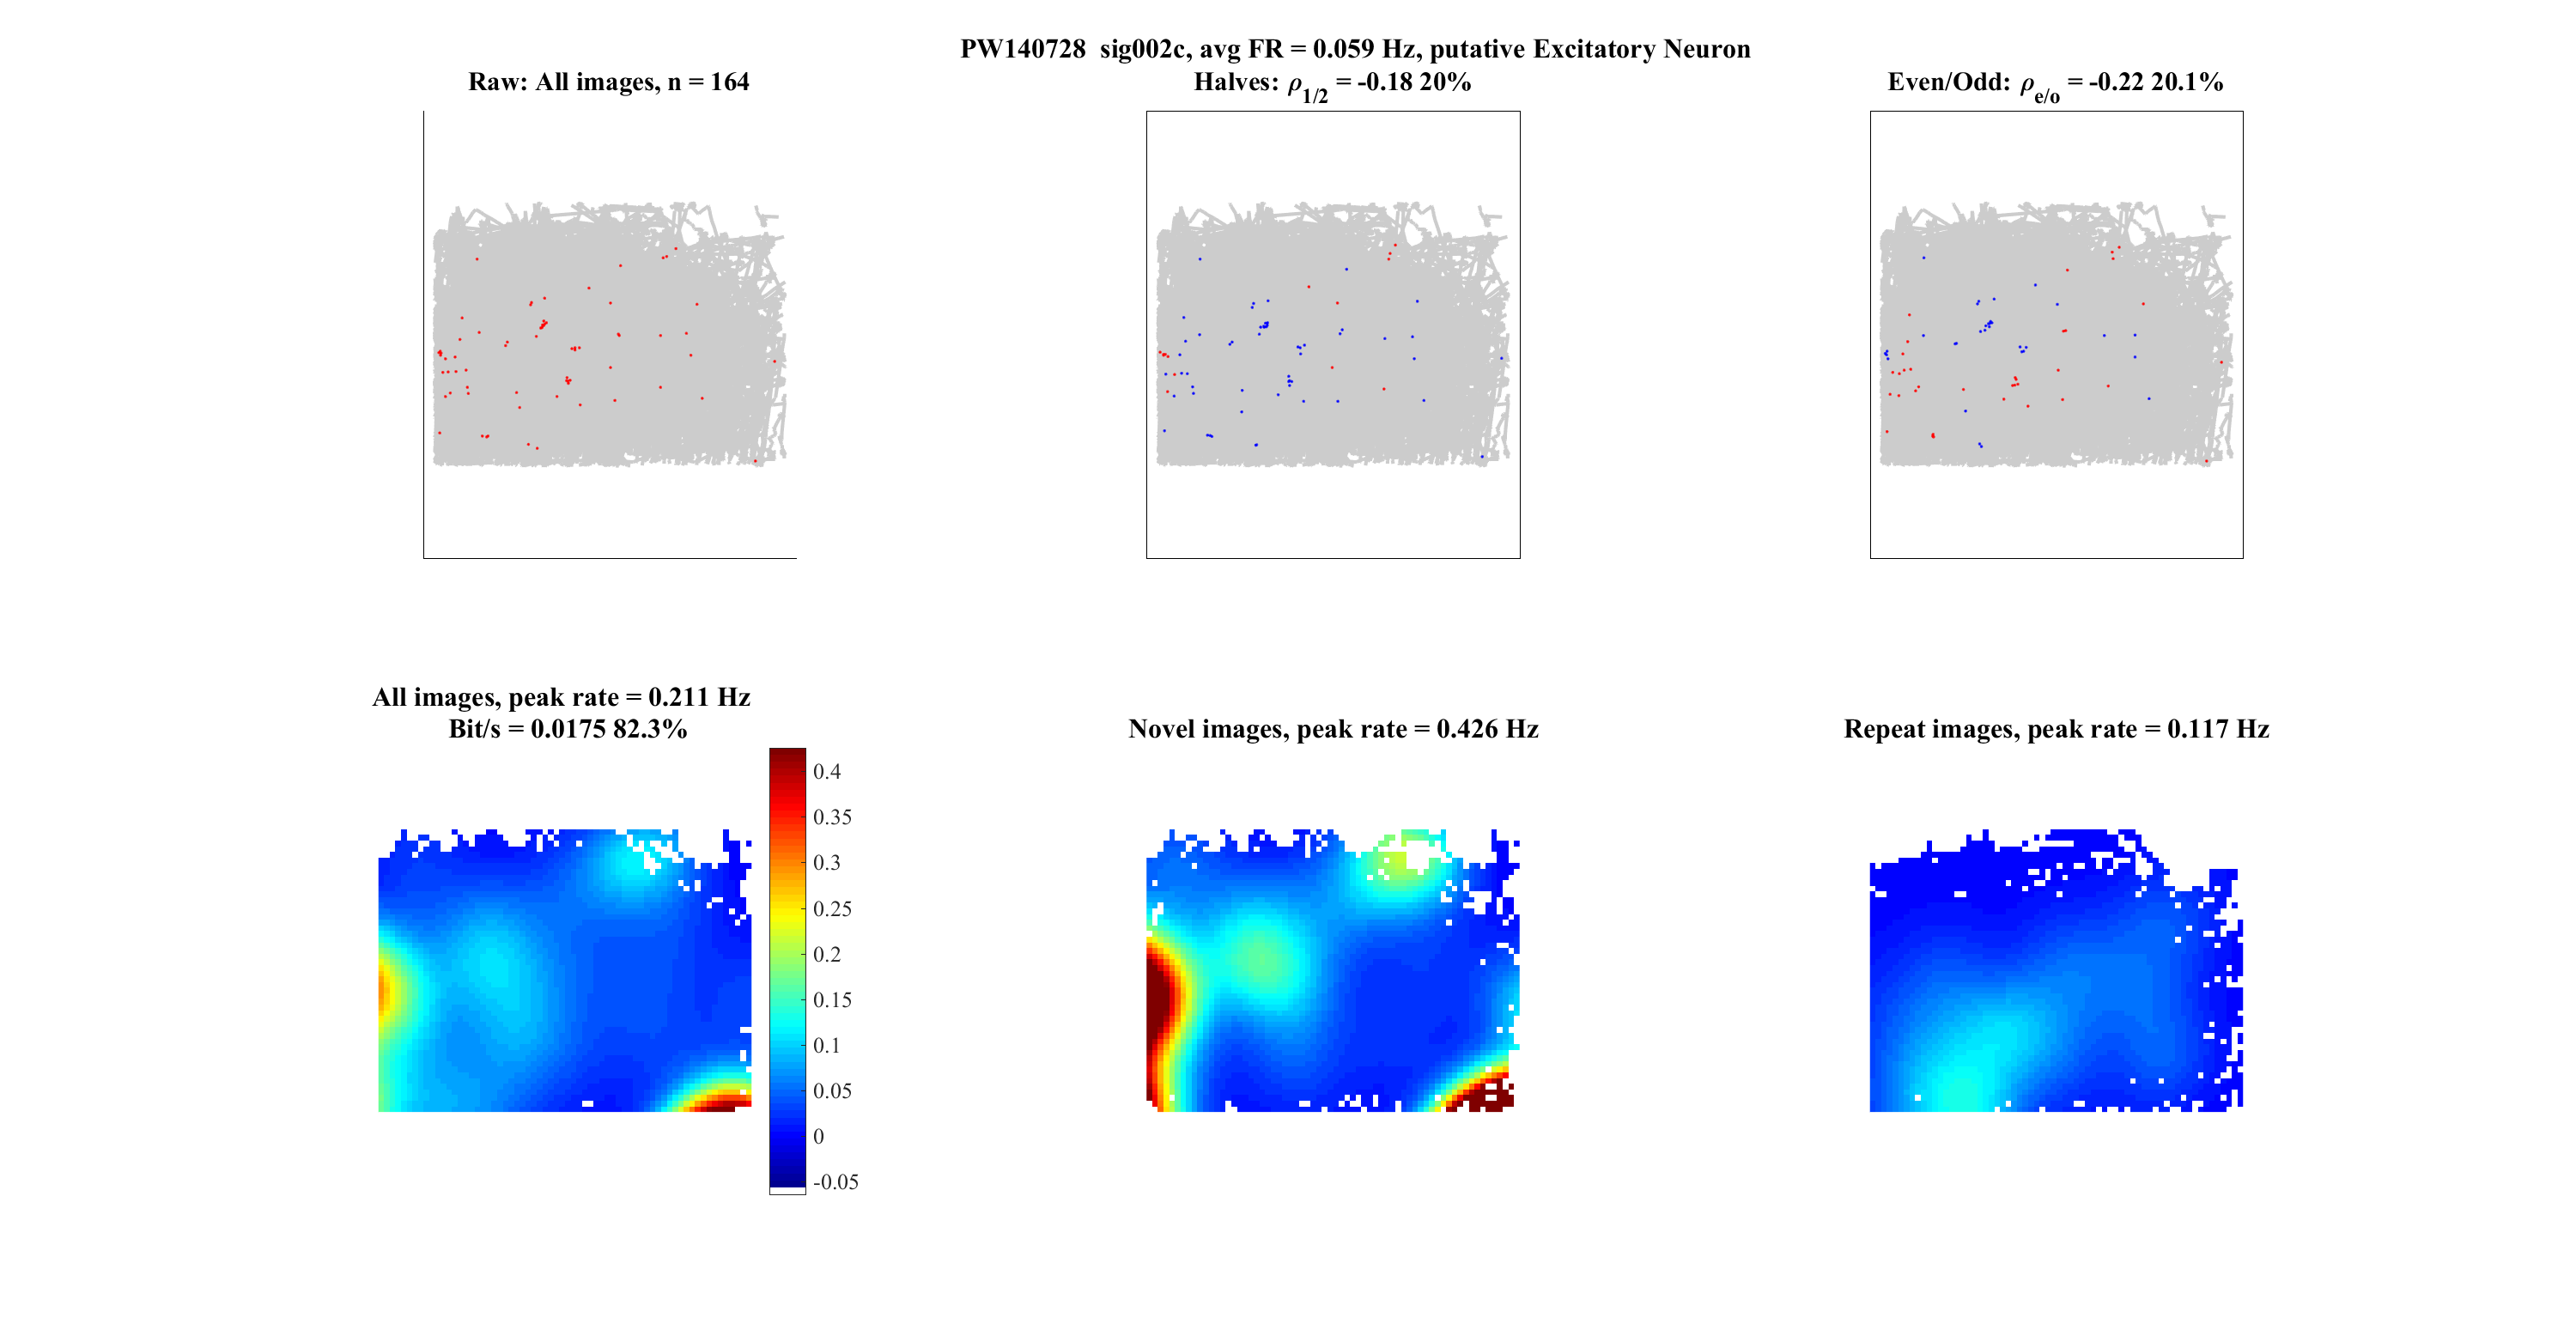 PW140728  sig002c, avg FR = 0.059 Hz, putative Excitatory Neuron
Raw: All images, n = 164
Halves: ρ1/2 = -0.18 20%
Even/Odd: ρe/o = -0.22 20.1%
All images, peak rate = 0.211 Hz
Bit/s = 0.0175 82.3%
Novel images, peak rate = 0.426 Hz
Repeat images, peak rate = 0.117 Hz
0.4
0.35
0.3
0.25
0.2
0.15
0.1
0.05
0
-0.05